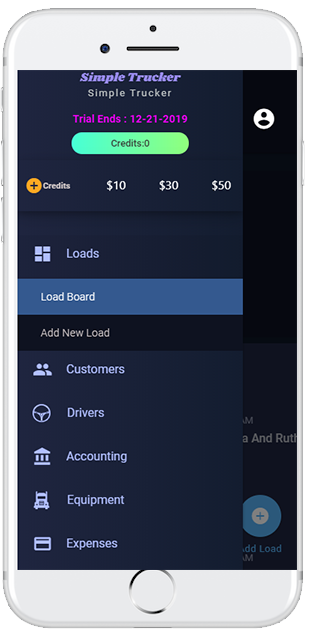 Simple Trucker
Simple Trucker
Trial Ends : 12-21-2019
Credits:0
Credits $10 $30 $50
Loads
Load Board
Add New Load
Customers
AM
Drivers
a And Ruth
Accounting
Equipment
Expenses
Add Load
AM